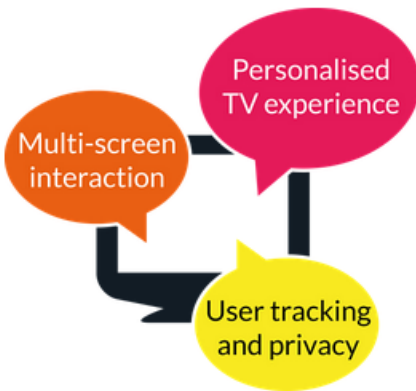 Personalised
TV experience
Multi-screen
interaction
User tracking
and privacy